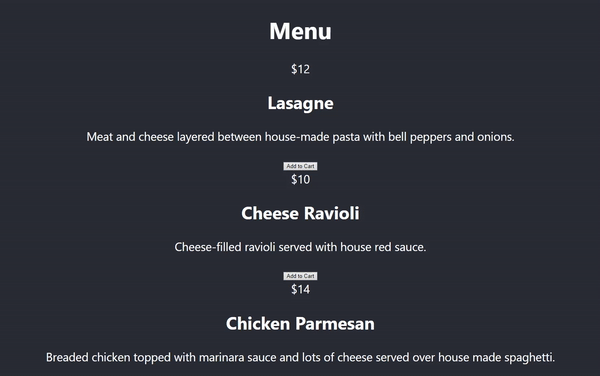 Menu
$12
Lasagne
Meat and cheese layered between house-made pasta with bell peppers and onions.
Add to Cart
$10
Cheese Ravioli
Cheese-filled ravioli served with house red sauce.
Add to Cart
$14
Chicken Parmesan
Breaded chicken topped with marinara sauce and lots of cheese served over house made spaghetti.